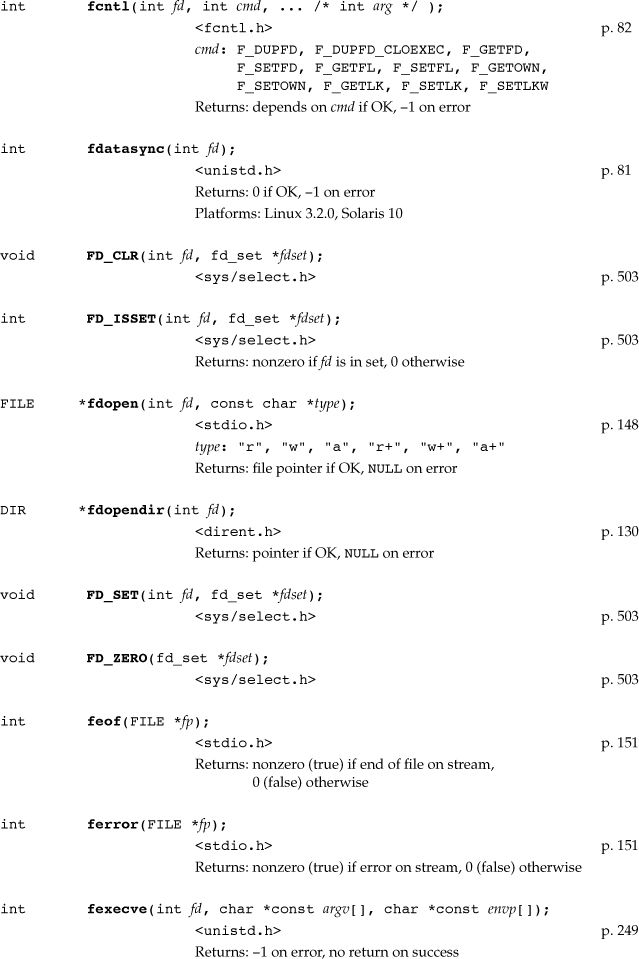 int fcntl(int fd, int cmd, ... /* int arg */ );
<fcntl.h> p. 82
cmd: F_DUPFD, F_DUPFD_CLOEXEC, F_GETFD,
F_SETFD, F_GETFL, F_SETFL, F_GETOWN,
F_SETOWN, F_GETLK, F_SETLK, F_SETLKW
Returns: depends on cmd if OK, –1 on error
int fdatasync(int fd);
<unistd.h> p. 81
Returns: 0 if OK, –1 on error
Platforms: Linux 3.2.0, Solaris 10
void FD_CLR(int fd, fd_set *fdset);
<sys/select.h> p. 503
int FD_ISSET(int fd, fd_set *fdset);
<sys/select.h> p. 503
Returns: nonzero if fd is in set, 0 otherwise
FILE *fdopen(int fd, const char *type);
<stdio.h> p. 148
type: "r", "w", "a", "r+", "w+", "a+"
Returns: file pointer if OK, NULL on error
DIR *fdopendir(int fd);
<dirent.h> p. 130
Returns: pointer if OK, NULL on error
void FD_SET(int fd, fd_set *fdset);
<sys/select.h> p. 503
void FD_ZERO(fd_set *fdset);
<sys/select.h> p. 503
int feof(FILE *fp);
<stdio.h> p. 151
Returns: nonzero (true) if end of file on stream,
0 (false) otherwise
int ferror(FILE *fp);
<stdio.h> p. 151
Returns: nonzero (true) if error on stream, 0 (false) otherwise
int fexecve(int fd, char *const argv[], char *const envp[]);
<unistd.h> p. 249
Returns: –1 on error, no return on success